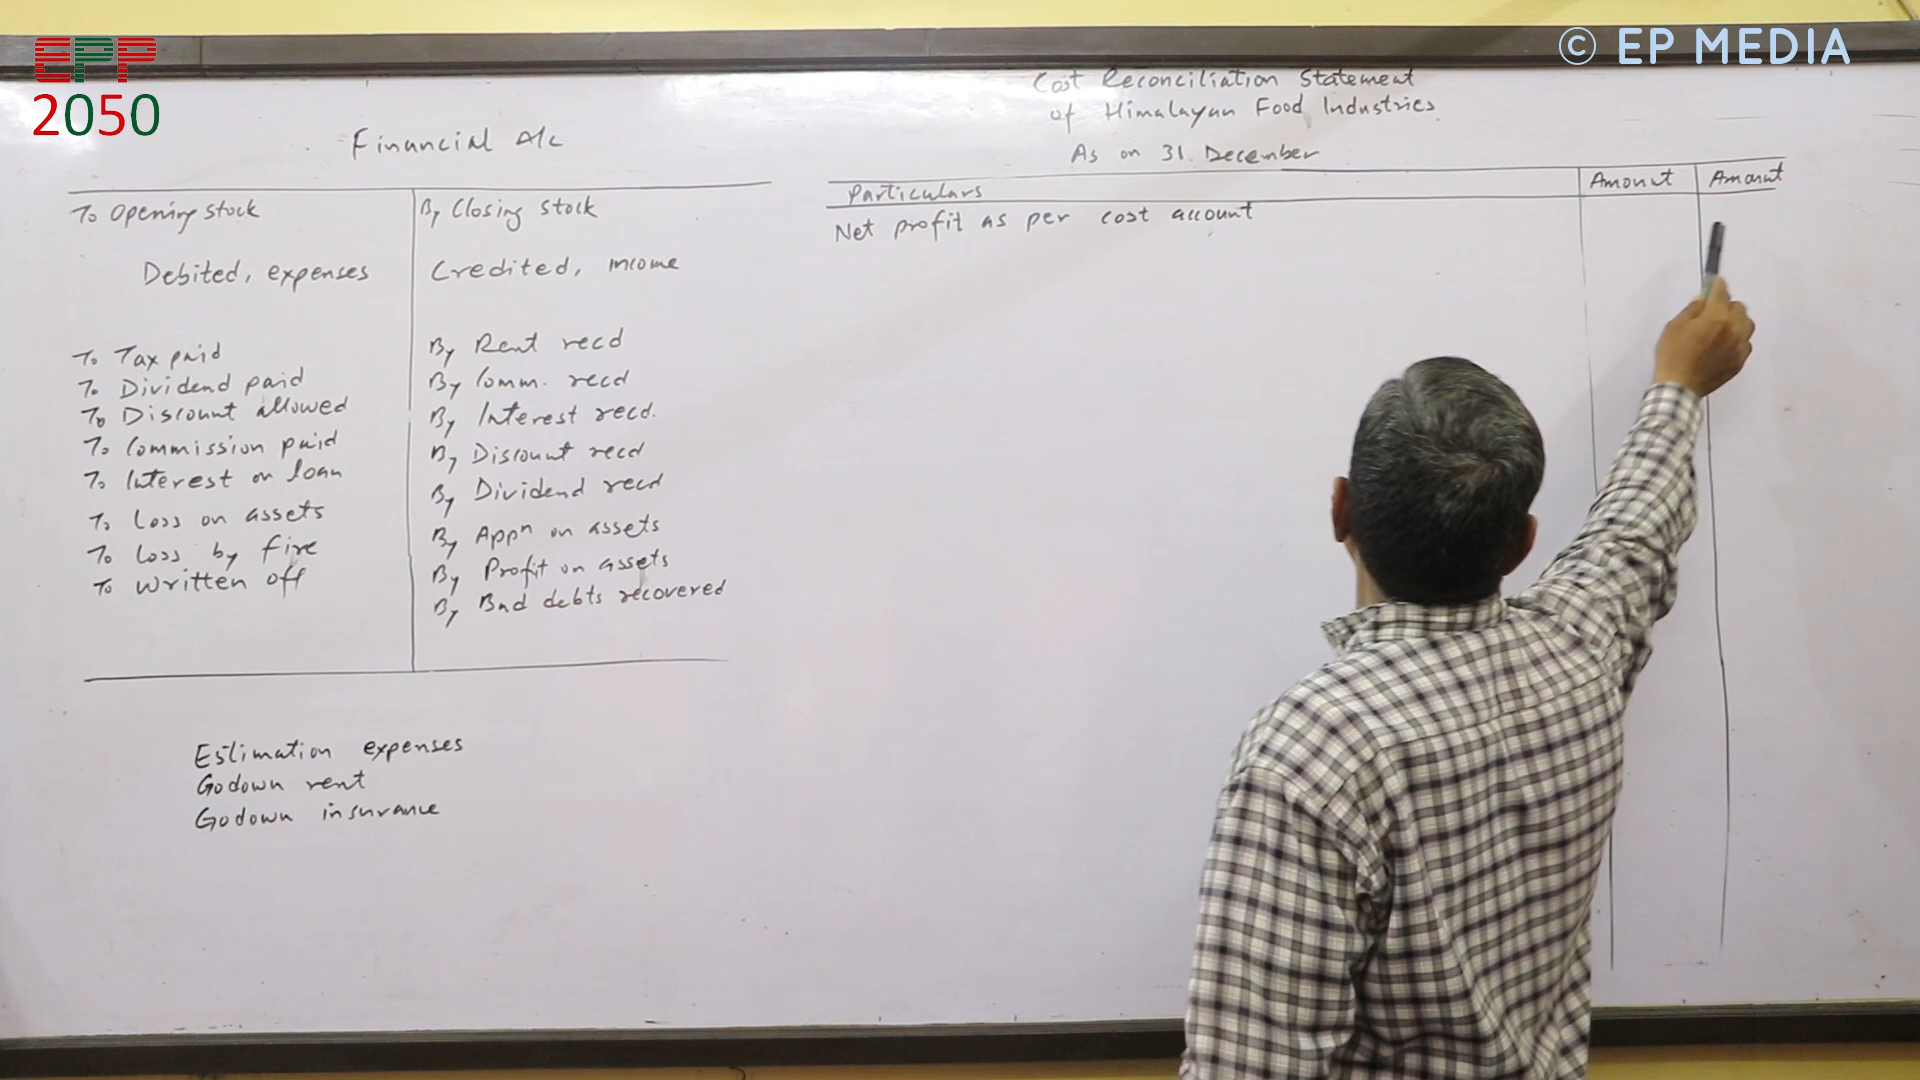 EPP
2050
© EP MEDIA
Financial A/c
To Opening stock
Debited, expenses
To Tax paid
To Dividend paid
To Discount allowed
To Commission paid
To Interest on loan
To Loss on assets
To Loss by fire
To written off
By Closing stock
Credited, income
By Rent recd
By Comm. recd
By Interest recd.
By Discount recd
By Dividend recd
By Appn on assets
By Profit on assets
By Bad debts recovered
Estimation expenses
Godown rent
Godown insurance
Cost Reconciliation Statement
of Himalayan Food Industries
As on 31 December
Particulars Amount Amount
Net profit as per cost account